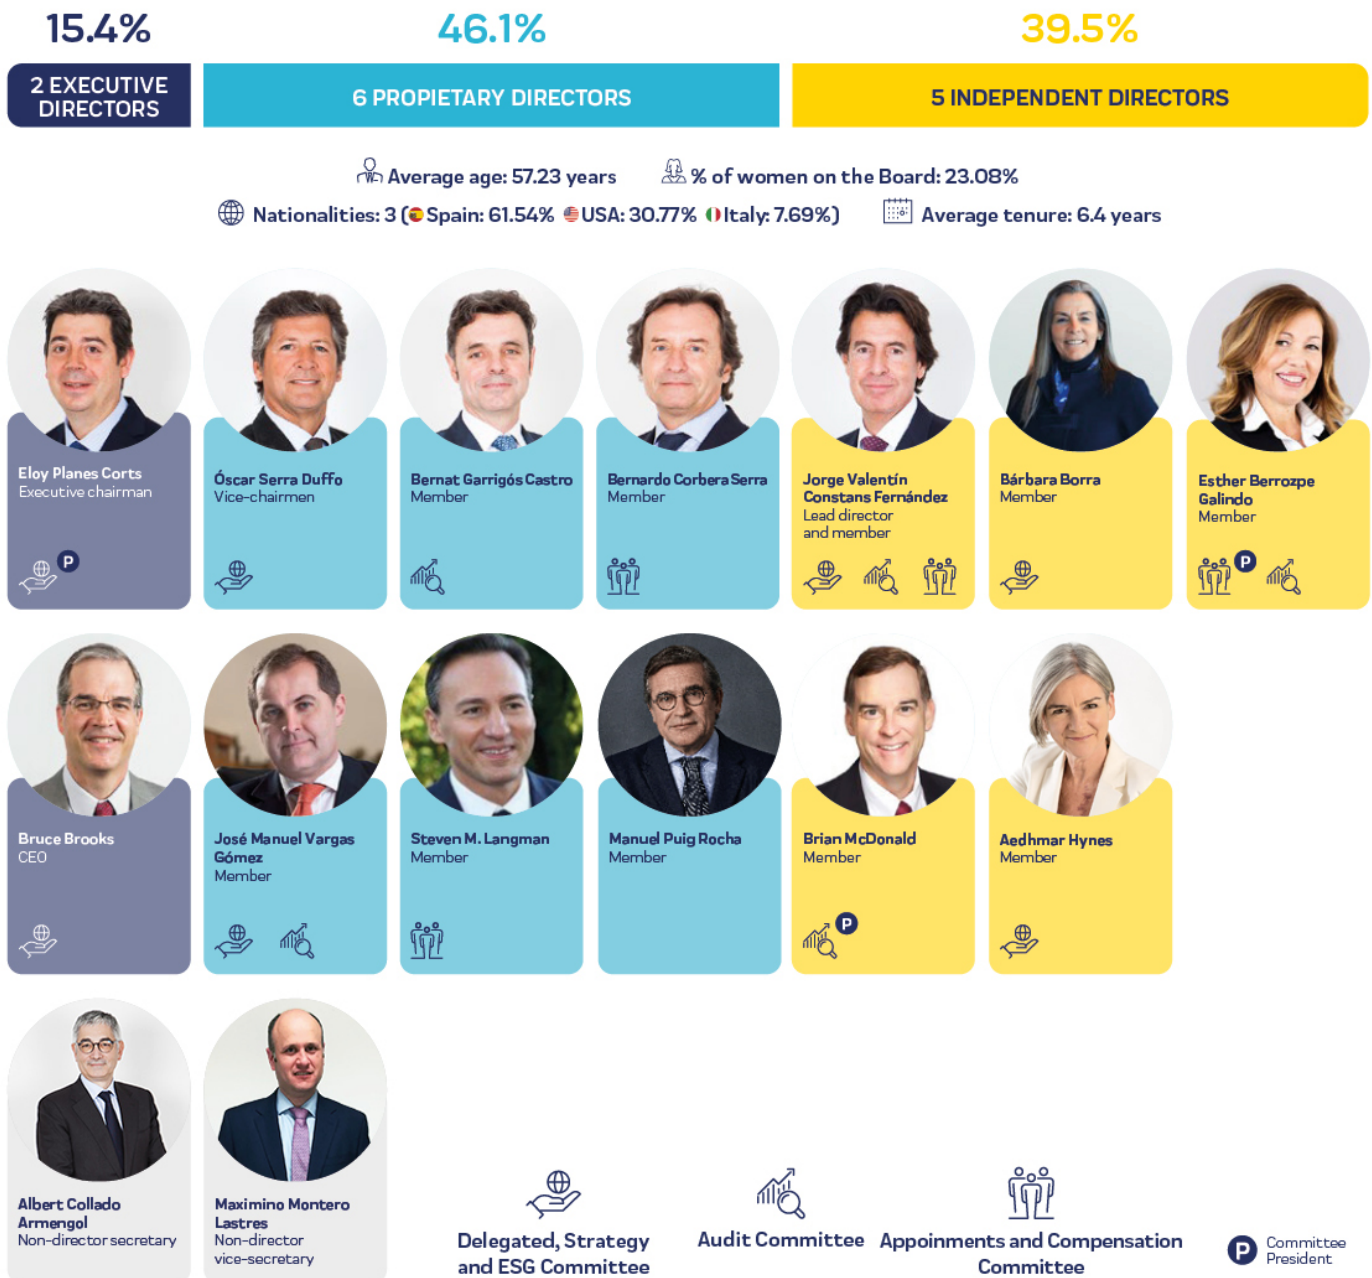 15.4%
46.1%
39.5%
2 EXECUTIVE
DIRECTORS
6 PROPIETARY DIRECTORS
5 INDEPENDENT DIRECTORS
Average age: 57.23 years
% of women on the Board: 23.08%
Nationalities: 3 (Spain: 61.54% USA: 30.77% Italy: 7.69%)
Average tenure: 6.4 years
Eloy Planes Corts
Executive chairman
P
Óscar Serra Duffo
Vice-chairmen
Bernat Garrigós Castro
Member
Bernardo Corbera Serra
Member
Jorge Valentín
Constans Fernández
Lead director
and member
Bárbara Borra
Member
Esther Berrozpe
Galindo
Member
P
Bruce Brooks
CEO
José Manuel Vargas
Gómez
Member
Steven M. Langman
Member
Manuel Puig Rocha
Member
Brian McDonald
Member
P
Aedhmar Hynes
Member
Albert Collado
Armengol
Non-director secretary
Maximino Montero
Lastres
Non-director
vice-secretary
Delegated, Strategy
and ESG Committee
Audit Committee
Appoinments and Compensation
Committee
P
Committee
President